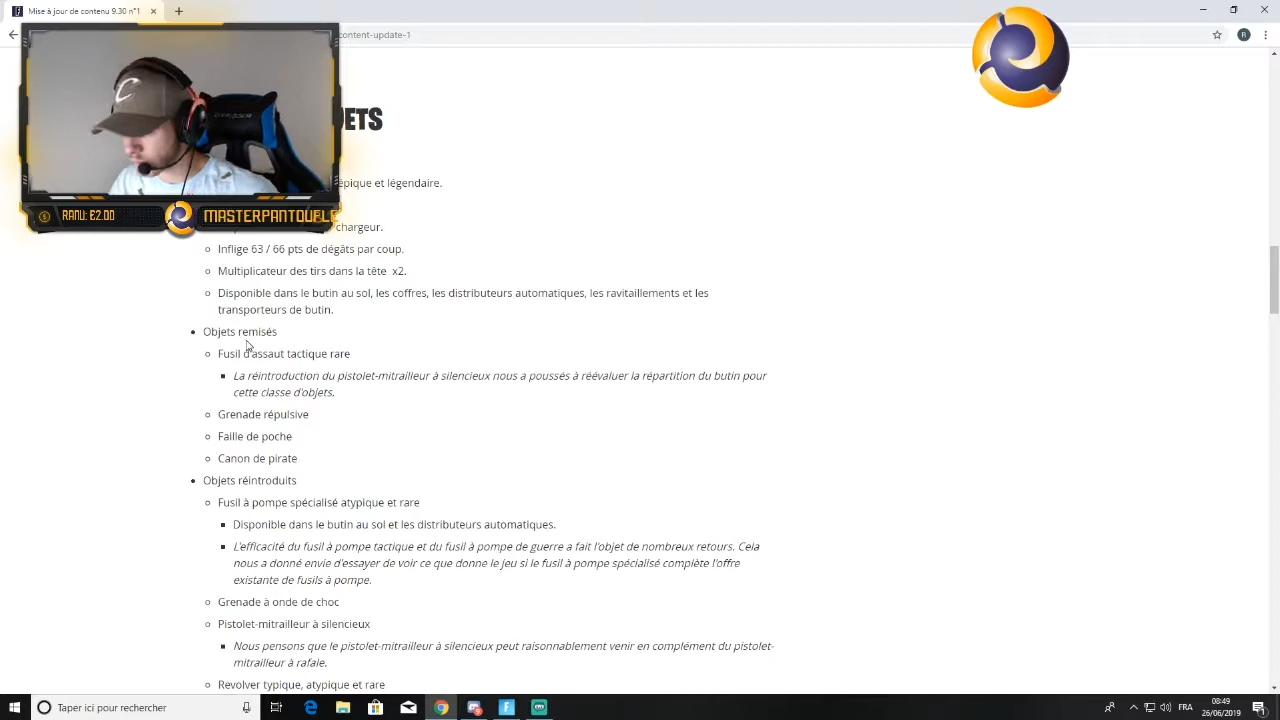 Mise à jour de contenu 9.30 n°1
content-update-1
JETS
épique et légendaire.
chargeur.
Inflige 63 / 66 pts de dégâts par coup.
Multiplicateur des tirs dans la tête x2.
Disponible dans le butin au sol, les coffres, les distributeurs automatiques, les ravitaillements et les
transporteurs de butin.
Objets remisés
Fusil d'assaut tactique rare
La réintroduction du pistolet-mitrailleur à silencieux nous a poussés à réévaluer la répartition du butin pour
cette classe d'objets.
Grenade répulsive
Faille de poche
Canon de pirate
Objets réintroduits
Fusil à pompe spécialisé atypique et rare
Disponible dans le butin au sol et les distributeurs automatiques.
L'efficacité du fusil à pompe tactique et du fusil à pompe de guerre a fait l'objet de nombreux retours. Cela
nous a donné envie d'essayer de voir ce que donne le jeu si le fusil à pompe spécialisé complète l'offre
existante de fusils à pompe.
Grenade à onde de choc
Pistolet-mitrailleur à silencieux
Nous pensons que le pistolet-mitrailleur à silencieux peut raisonnablement venir en complément du pistolet-
mitrailleur à rafale.
Revolver typique, atypique et rare
RANU: €2.00
MASTERPANTOUFLE
Taper ici pour rechercher
FRA
08:49
26/06/2019